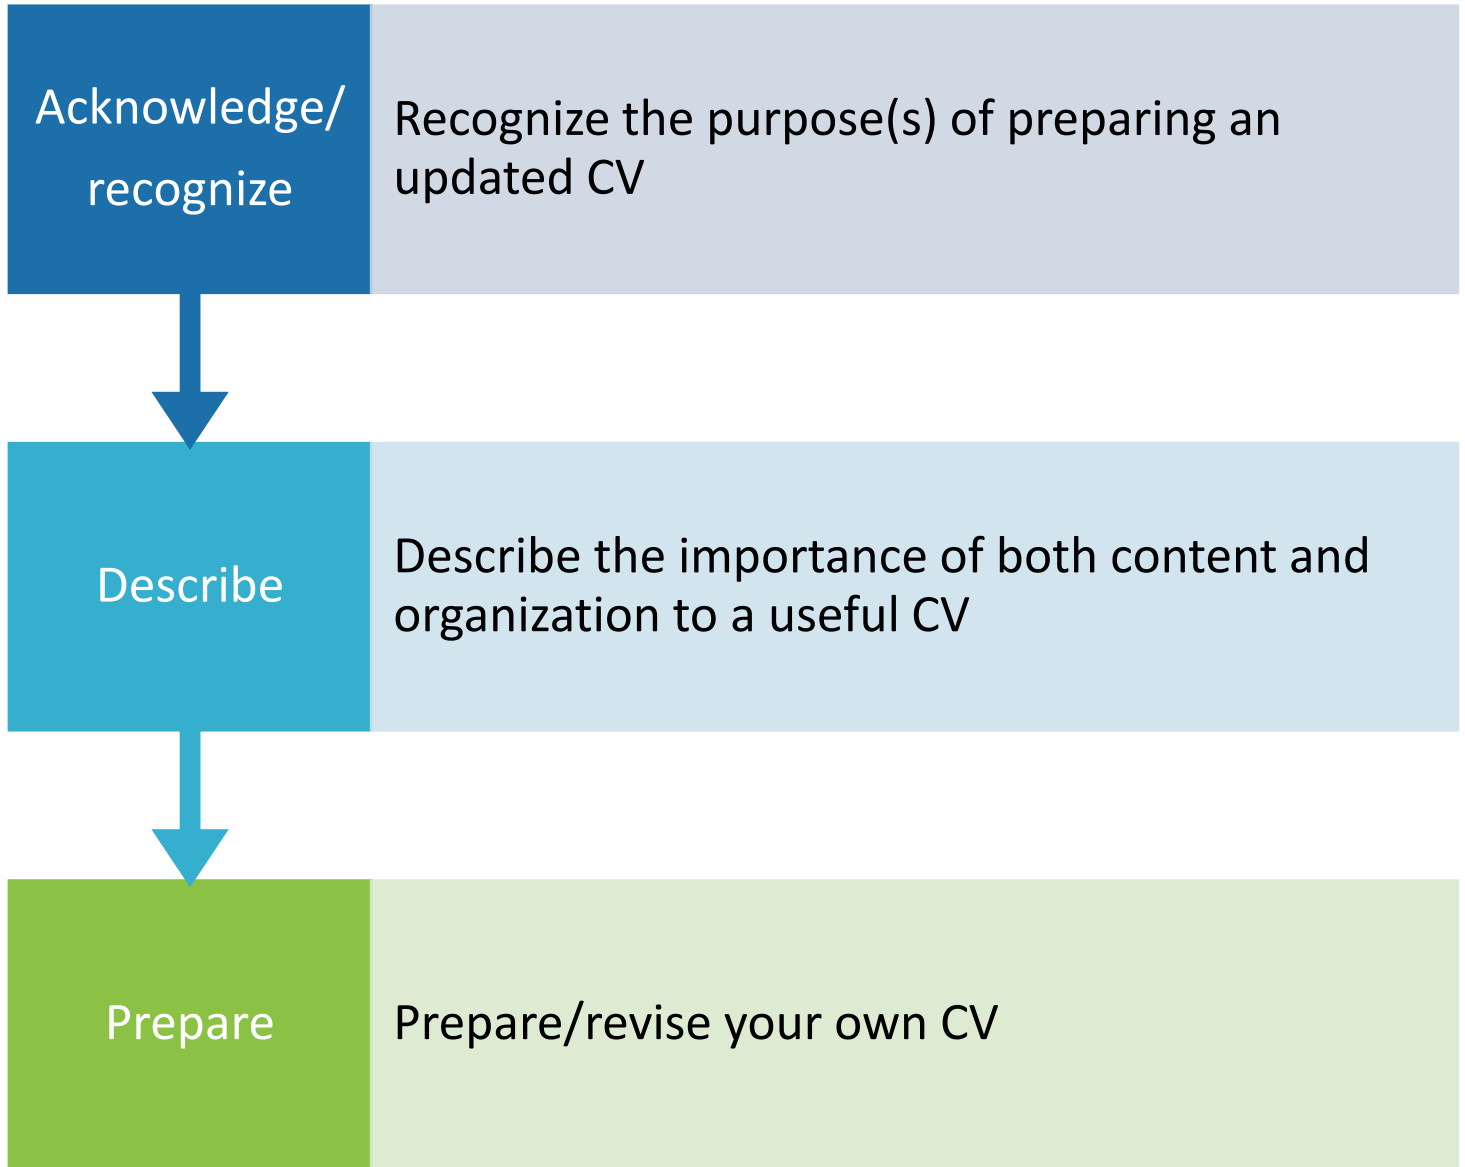 Acknowledge/
recognize
Recognize the purpose(s) of preparing an
updated CV
Describe
Describe the importance of both content and
organization to a useful CV
Prepare
Prepare/revise your own CV